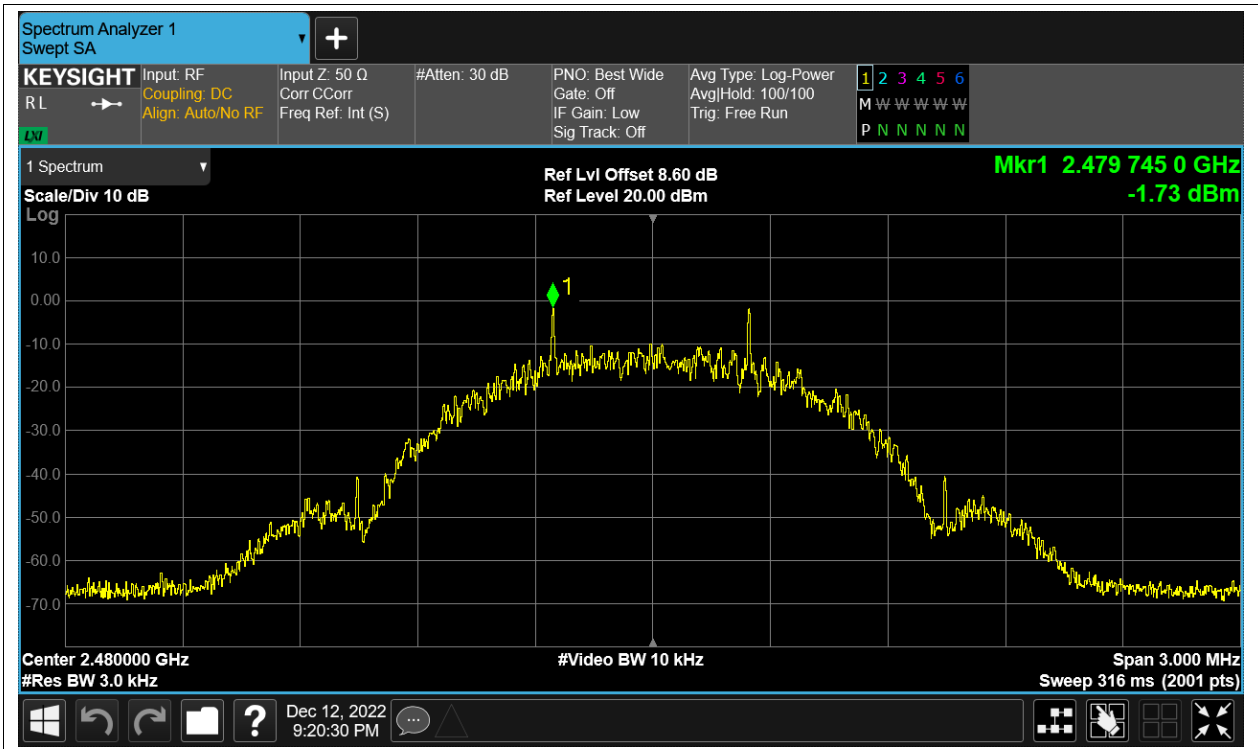 Spectrum Analyzer 1
Swept SA
KEYSIGHT
R L
LXI
Input: RF
Coupling: DC
Align: Auto/No RF
Input Z: 50 Ω
Corr CCorr
Freq Ref: Int (S)
#Atten: 30 dB
PNO: Best Wide
Gate: Off
IF Gain: Low
Sig Track: Off
Avg Type: Log-Power
Avg|Hold: 100/100
Trig: Free Run
1 2 3 4 5 6
M W W W W W W
P N N N N N
1 Spectrum
Scale/Div 10 dB
Log
Ref Lvl Offset 8.60 dB
Ref Level 20.00 dBm
Mkr1 2.479 745 0 GHz
-1.73 dBm
1
10.0
0.00
-10.0
-20.0
-30.0
-40.0
-50.0
-60.0
-70.0
Center 2.480000 GHz
#Res BW 3.0 kHz
#Video BW 10 kHz
Span 3.000 MHz
Sweep 316 ms (2001 pts)
?
Dec 12, 2022
9:20:30 PM